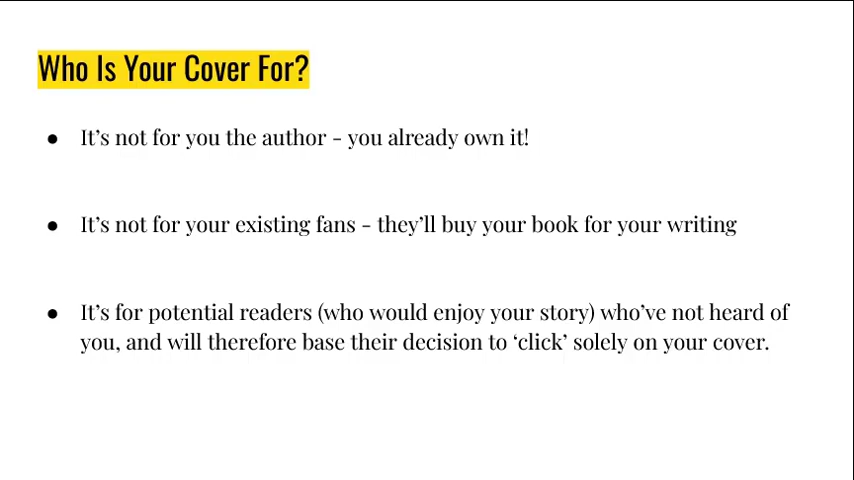 Who Is Your Cover For?
● It’s not for you the author - you already own it!
● It’s not for your existing fans - they’ll buy your book for your writing
● It’s for potential readers (who would enjoy your story) who’ve not heard of
you, and will therefore base their decision to ‘click’ solely on your cover.